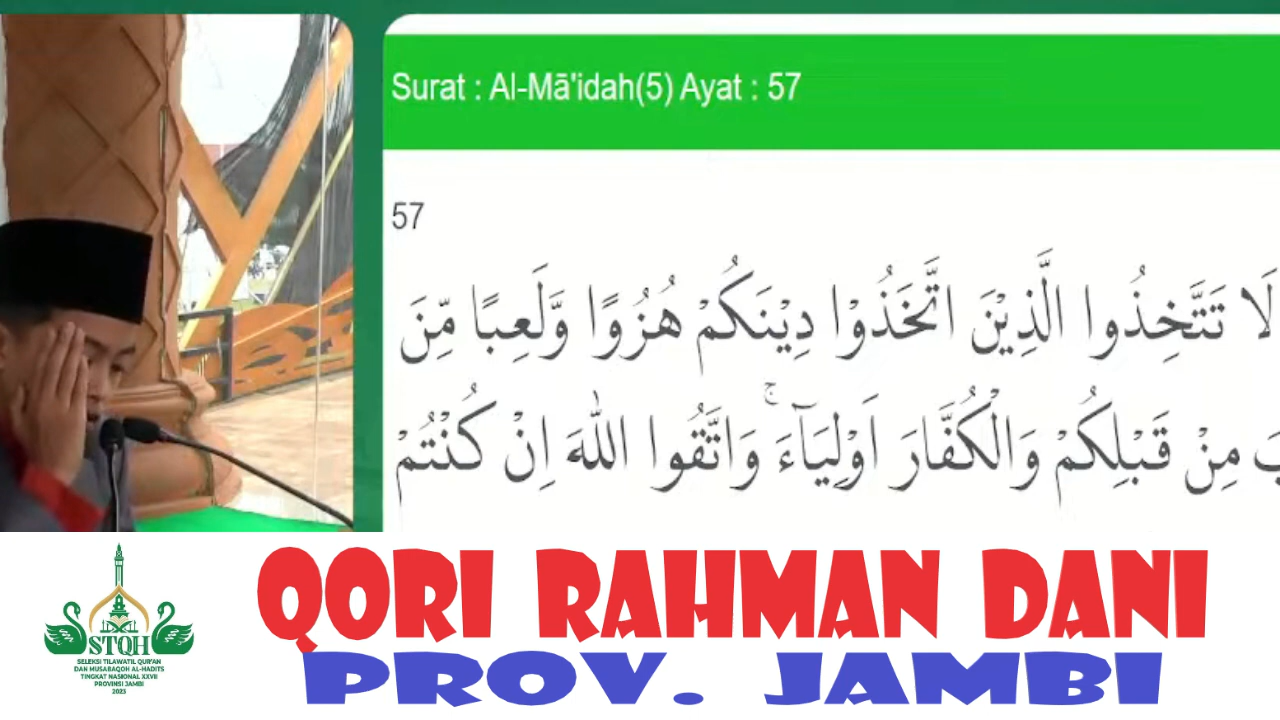 Surat : Al-Mā'idah(5) Ayat : 57
57
لَا تَتَّخِذُوا الَّذِيْنَ اتَّخَذُوْا دِيْنَكُمْ هُزُوًا وَّلَعِبًا مِّنَ
مِنْ قَبْلِكُمْ وَالْكُفَّارَ اَوْلِيَاۤءَۚ وَاتَّقُوا اللّٰهَ اِنْ كُنْتُمْ
QORI RAHMAN DANI
PROV. JAMBI
STQH
SELEKSI TILAWATIL QUR'AN
DAN MUSABAQOH AL-HADITS
TINGKAT NASIONAL XXVII
PROVINSI JAMBI
2023